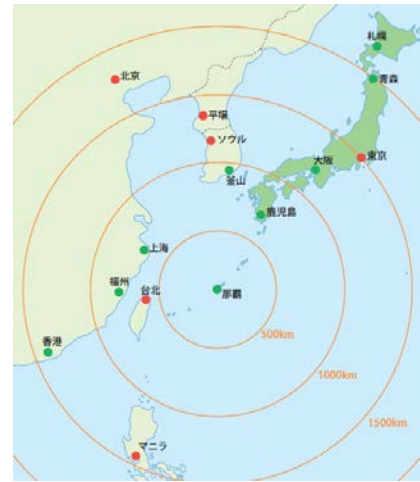 札幌
青森
北京
平壌
ソウル
大阪
東京
釜山
鹿児島
上海
福州
台北
那覇
500km
香港
1000km
1500km
マニラ